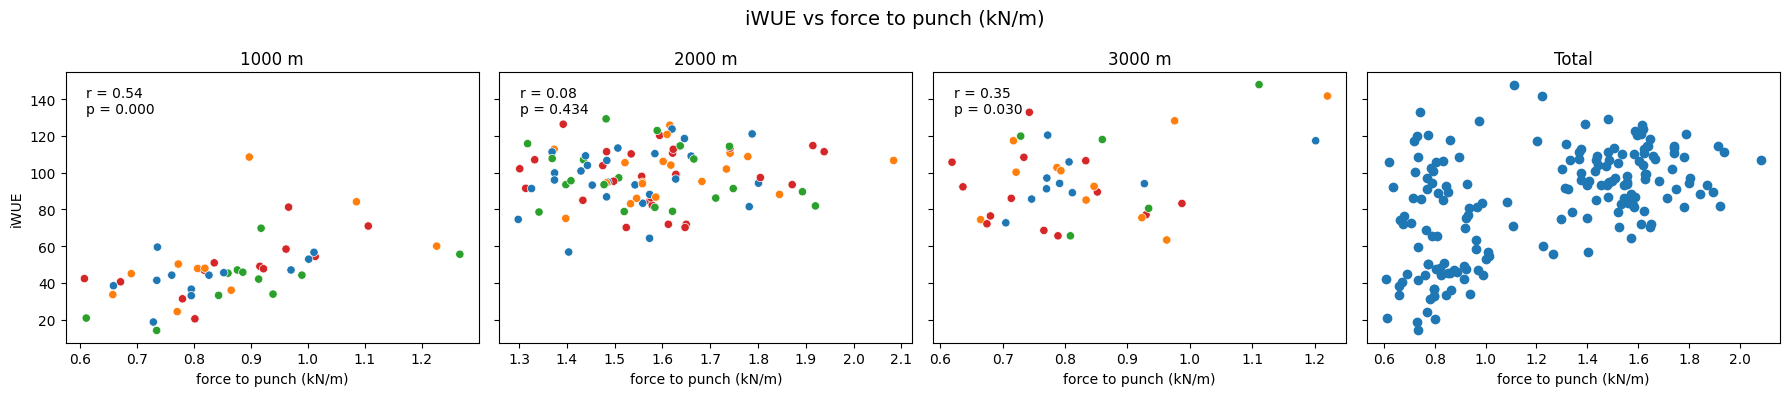 iWUE vs force to punch (kN/m)
1000 m
2000 m
3000 m
Total
r = 0.54
p = 0.000
r = 0.08
p = 0.434
r = 0.35
p = 0.030
iWUE
140
120
100
80
60
40
20
0.6 0.7 0.8 0.9 1.0 1.1 1.2
1.3 1.4 1.5 1.6 1.7 1.8 1.9 2.0 2.1
0.6 0.7 0.8 0.9 1.0 1.1 1.2
0.6 0.8 1.0 1.2 1.4 1.6 1.8 2.0
force to punch (kN/m)
force to punch (kN/m)
force to punch (kN/m)
force to punch (kN/m)